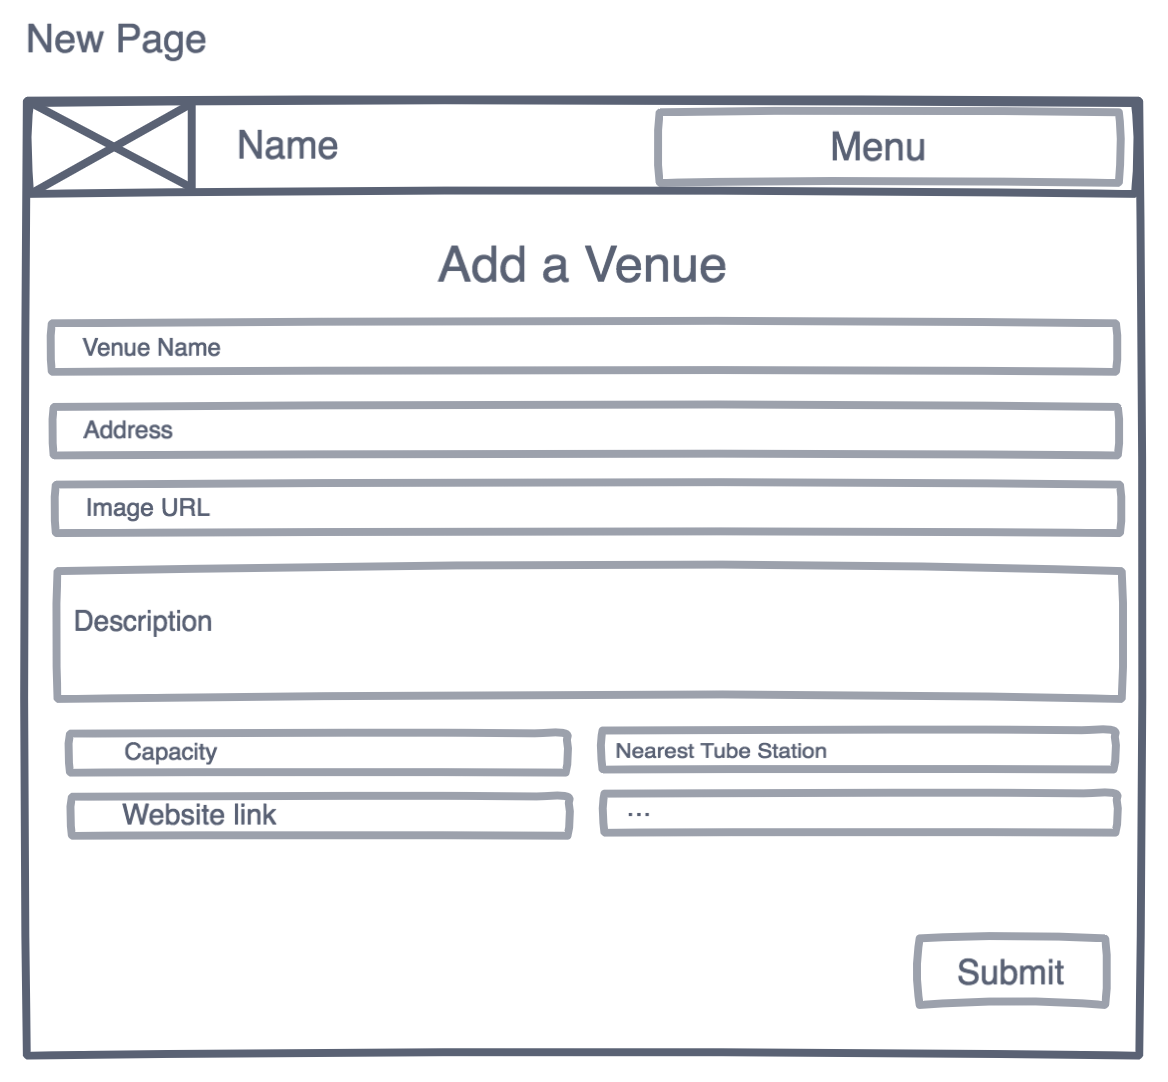 New Page
Name
Menu
Add a Venue
Venue Name
Address
Image URL
Description
Capacity
Nearest Tube Station
Website link
...
Submit